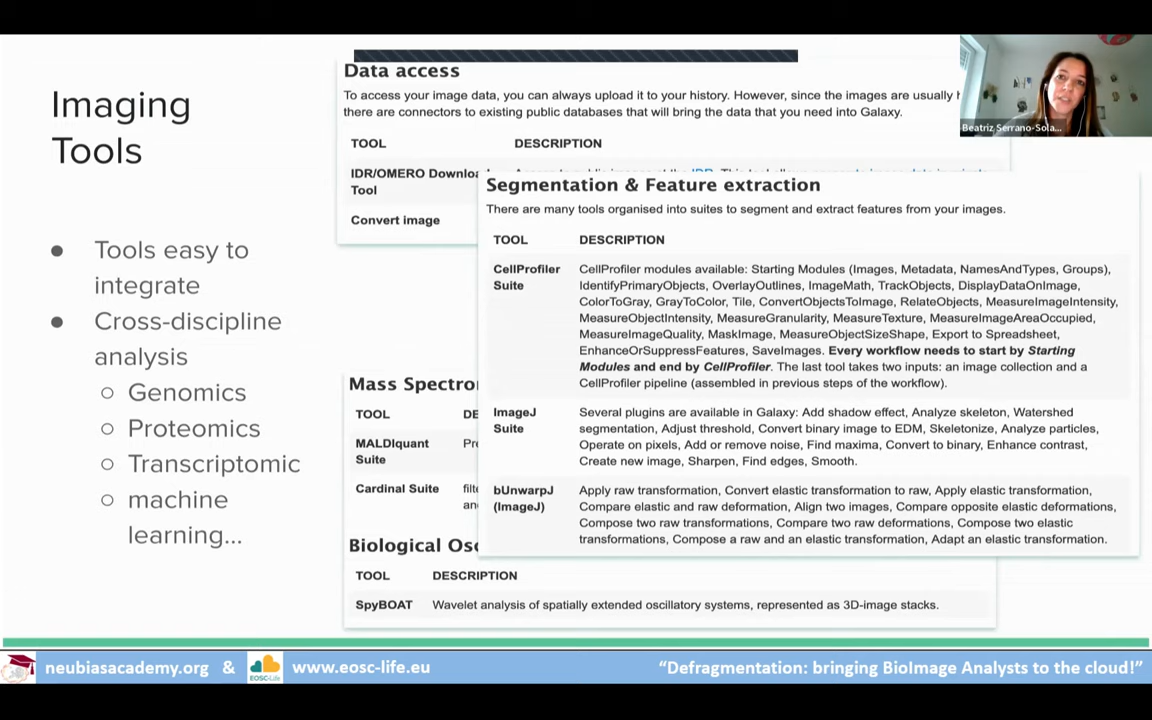 Imaging
Tools
● Tools easy to
integrate
● Cross-discipline
analysis
○ Genomics
○ Proteomics
○ Transcriptomic
○ machine
learning...
Data access
To access your image data, you can always upload it to your history. However, since the images are usually
there are connectors to existing public databases that will bring the data that you need into Galaxy.
TOOL DESCRIPTION
IDR/OMERO Downlo
Tool
Convert image
Beatriz Serrano-Sola...
Segmentation & Feature extraction
There are many tools organised into suites to segment and extract features from your images.
TOOL DESCRIPTION
CellProfiler CellProfiler modules available: Starting Modules (Images, Metadata, NamesAndTypes, Groups),
Suite IdentifyPrimaryObjects, OverlayOutlines, ImageMath, TrackObjects, DisplayDataOnImage,
ColorToGray, GrayToColor, Tile, ConvertObjectsToImage, RelateObjects, MeasureImageIntensity,
MeasureObjectIntensity, MeasureGranularity, MeasureTexture, MeasureImageAreaOccupied,
MeasureImageQuality, MaskImage, MeasureObjectSizeShape, Export to Spreadsheet,
EnhanceOrSuppressFeatures, SaveImages. Every workflow needs to start by Starting
Modules and end by CellProfiler. The last tool takes two inputs: an image collection and a
CellProfiler pipeline (assembled in previous steps of the workflow).
ImageJ Several plugins are available in Galaxy: Add shadow effect, Analyze skeleton, Watershed
Suite segmentation, Adjust threshold, Convert binary image to EDM, Skeletonize, Analyze particles,
Operate on pixels, Add or remove noise, Find maxima, Convert to binary, Enhance contrast,
Create new image, Sharpen, Find edges, Smooth.
bUnwarpJ Apply raw transformation, Convert elastic transformation to raw, Apply elastic transformation,
(ImageJ) Compare elastic and raw deformation, Align two images, Compare opposite elastic deformations,
Compose two raw transformations, Compare two raw deformations, Compose two elastic
transformations, Compose a raw and an elastic transformation, Adapt an elastic transformation.
Mass Spectro
TOOL DE
MALDIquant Pre
Suite
Cardinal Suite filte
an
Biological Osc
TOOL DESCRIPTION
SpyBOAT Wavelet analysis of spatially extended oscillatory systems, represented as 3D-image stacks.
neubiasacademy.org & EOSC-Life www.eosc-life.eu "Defragmentation: bringing BioImage Analysts to the cloud!"